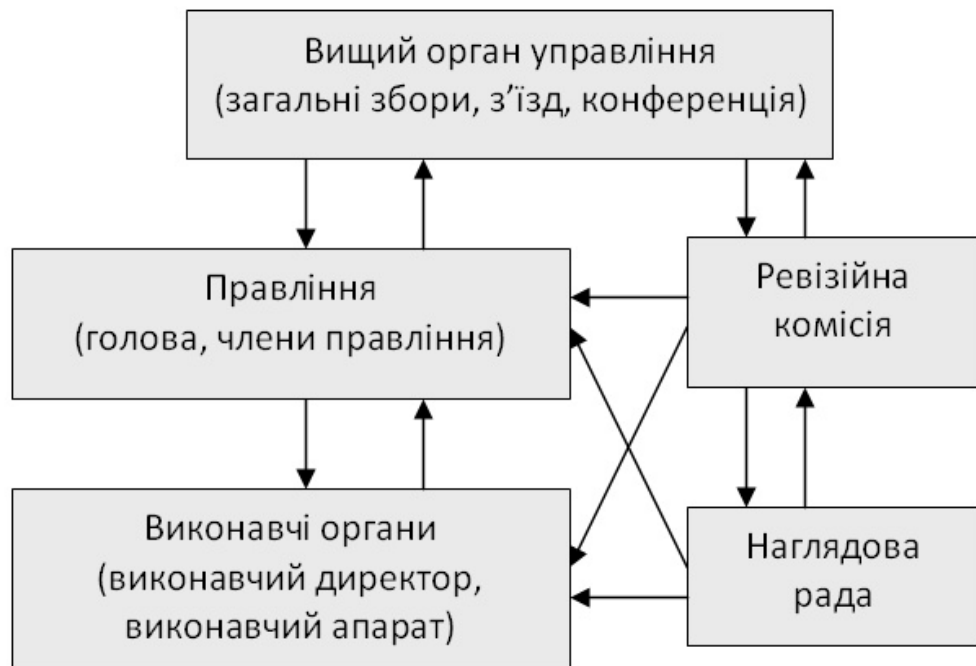 Вищий орган управління
(загальні збори, з’їзд, конференція)
Правління
(голова, члени правління)
Ревізійна
комісія
Виконавчі органи
(виконавчий директор,
виконавчий апарат)
Наглядова
рада